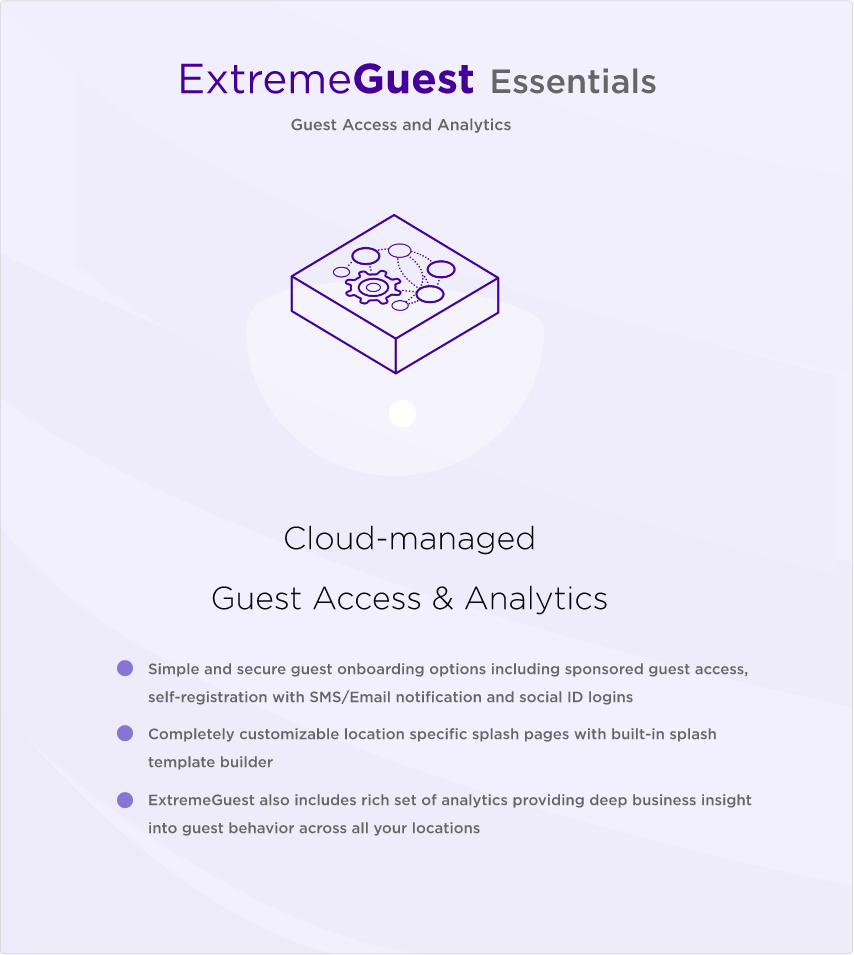 ExtremeGuest Essentials
Guest Access and Analytics
Cloud-managed
Guest Access & Analytics
Simple and secure guest onboarding options including sponsored guest access,
self-registration with SMS/Email notification and social ID logins
Completely customizable location specific splash pages with built-in splash
template builder
ExtremeGuest also includes rich set of analytics providing deep business insight
into guest behavior across all your locations